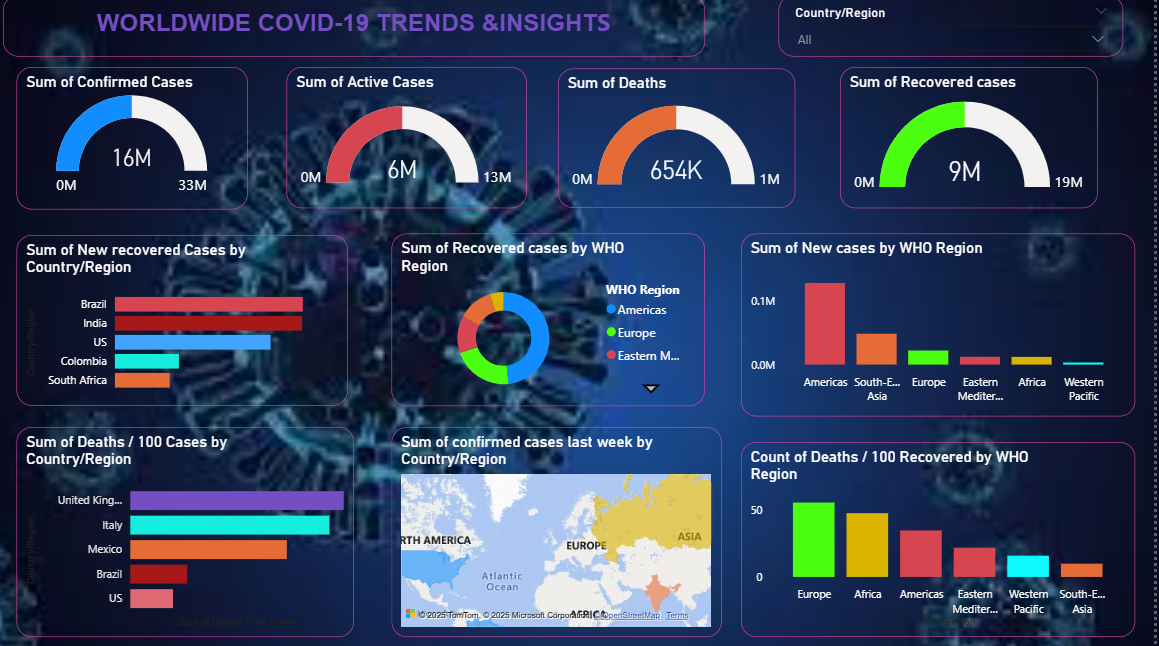 WORLDWIDE COVID-19 TRENDS &INSIGHTS
Country/Region
All
Sum of Confirmed Cases
16M
0M
33M
Sum of Active Cases
6M
0M
13M
Sum of Deaths
654K
0M
1M
Sum of Recovered cases
9M
0M
19M
Sum of New recovered Cases by
Country/Region
Country/Region
Brazil
India
US
Colombia
South Africa
Sum of Recovered cases by WHO
Region
WHO Region
Americas
Europe
Eastern M...
Sum of New cases by WHO Region
0.1M
0.0M
Americas
South-E...
Asia
Europe
Eastern
Mediter...
Africa
Western
Pacific
Sum of Deaths / 100 Cases by
Country/Region
Country/Region
United King...
Italy
Mexico
Brazil
US
Sum of Deaths / 100 Cases
Sum of confirmed cases last week by
Country/Region
RTH AMERICA
EUROPE
ASIA
Atlantic
Ocean
AFRICA
© 2025 TomTom, © 2025 Microsoft Corporation, © OpenStreetMap Terms
Count of Deaths / 100 Recovered by WHO
Region
50
0
Europe
Africa
Americas
Eastern
Mediter...
Western
Pacific
South-E...
Asia